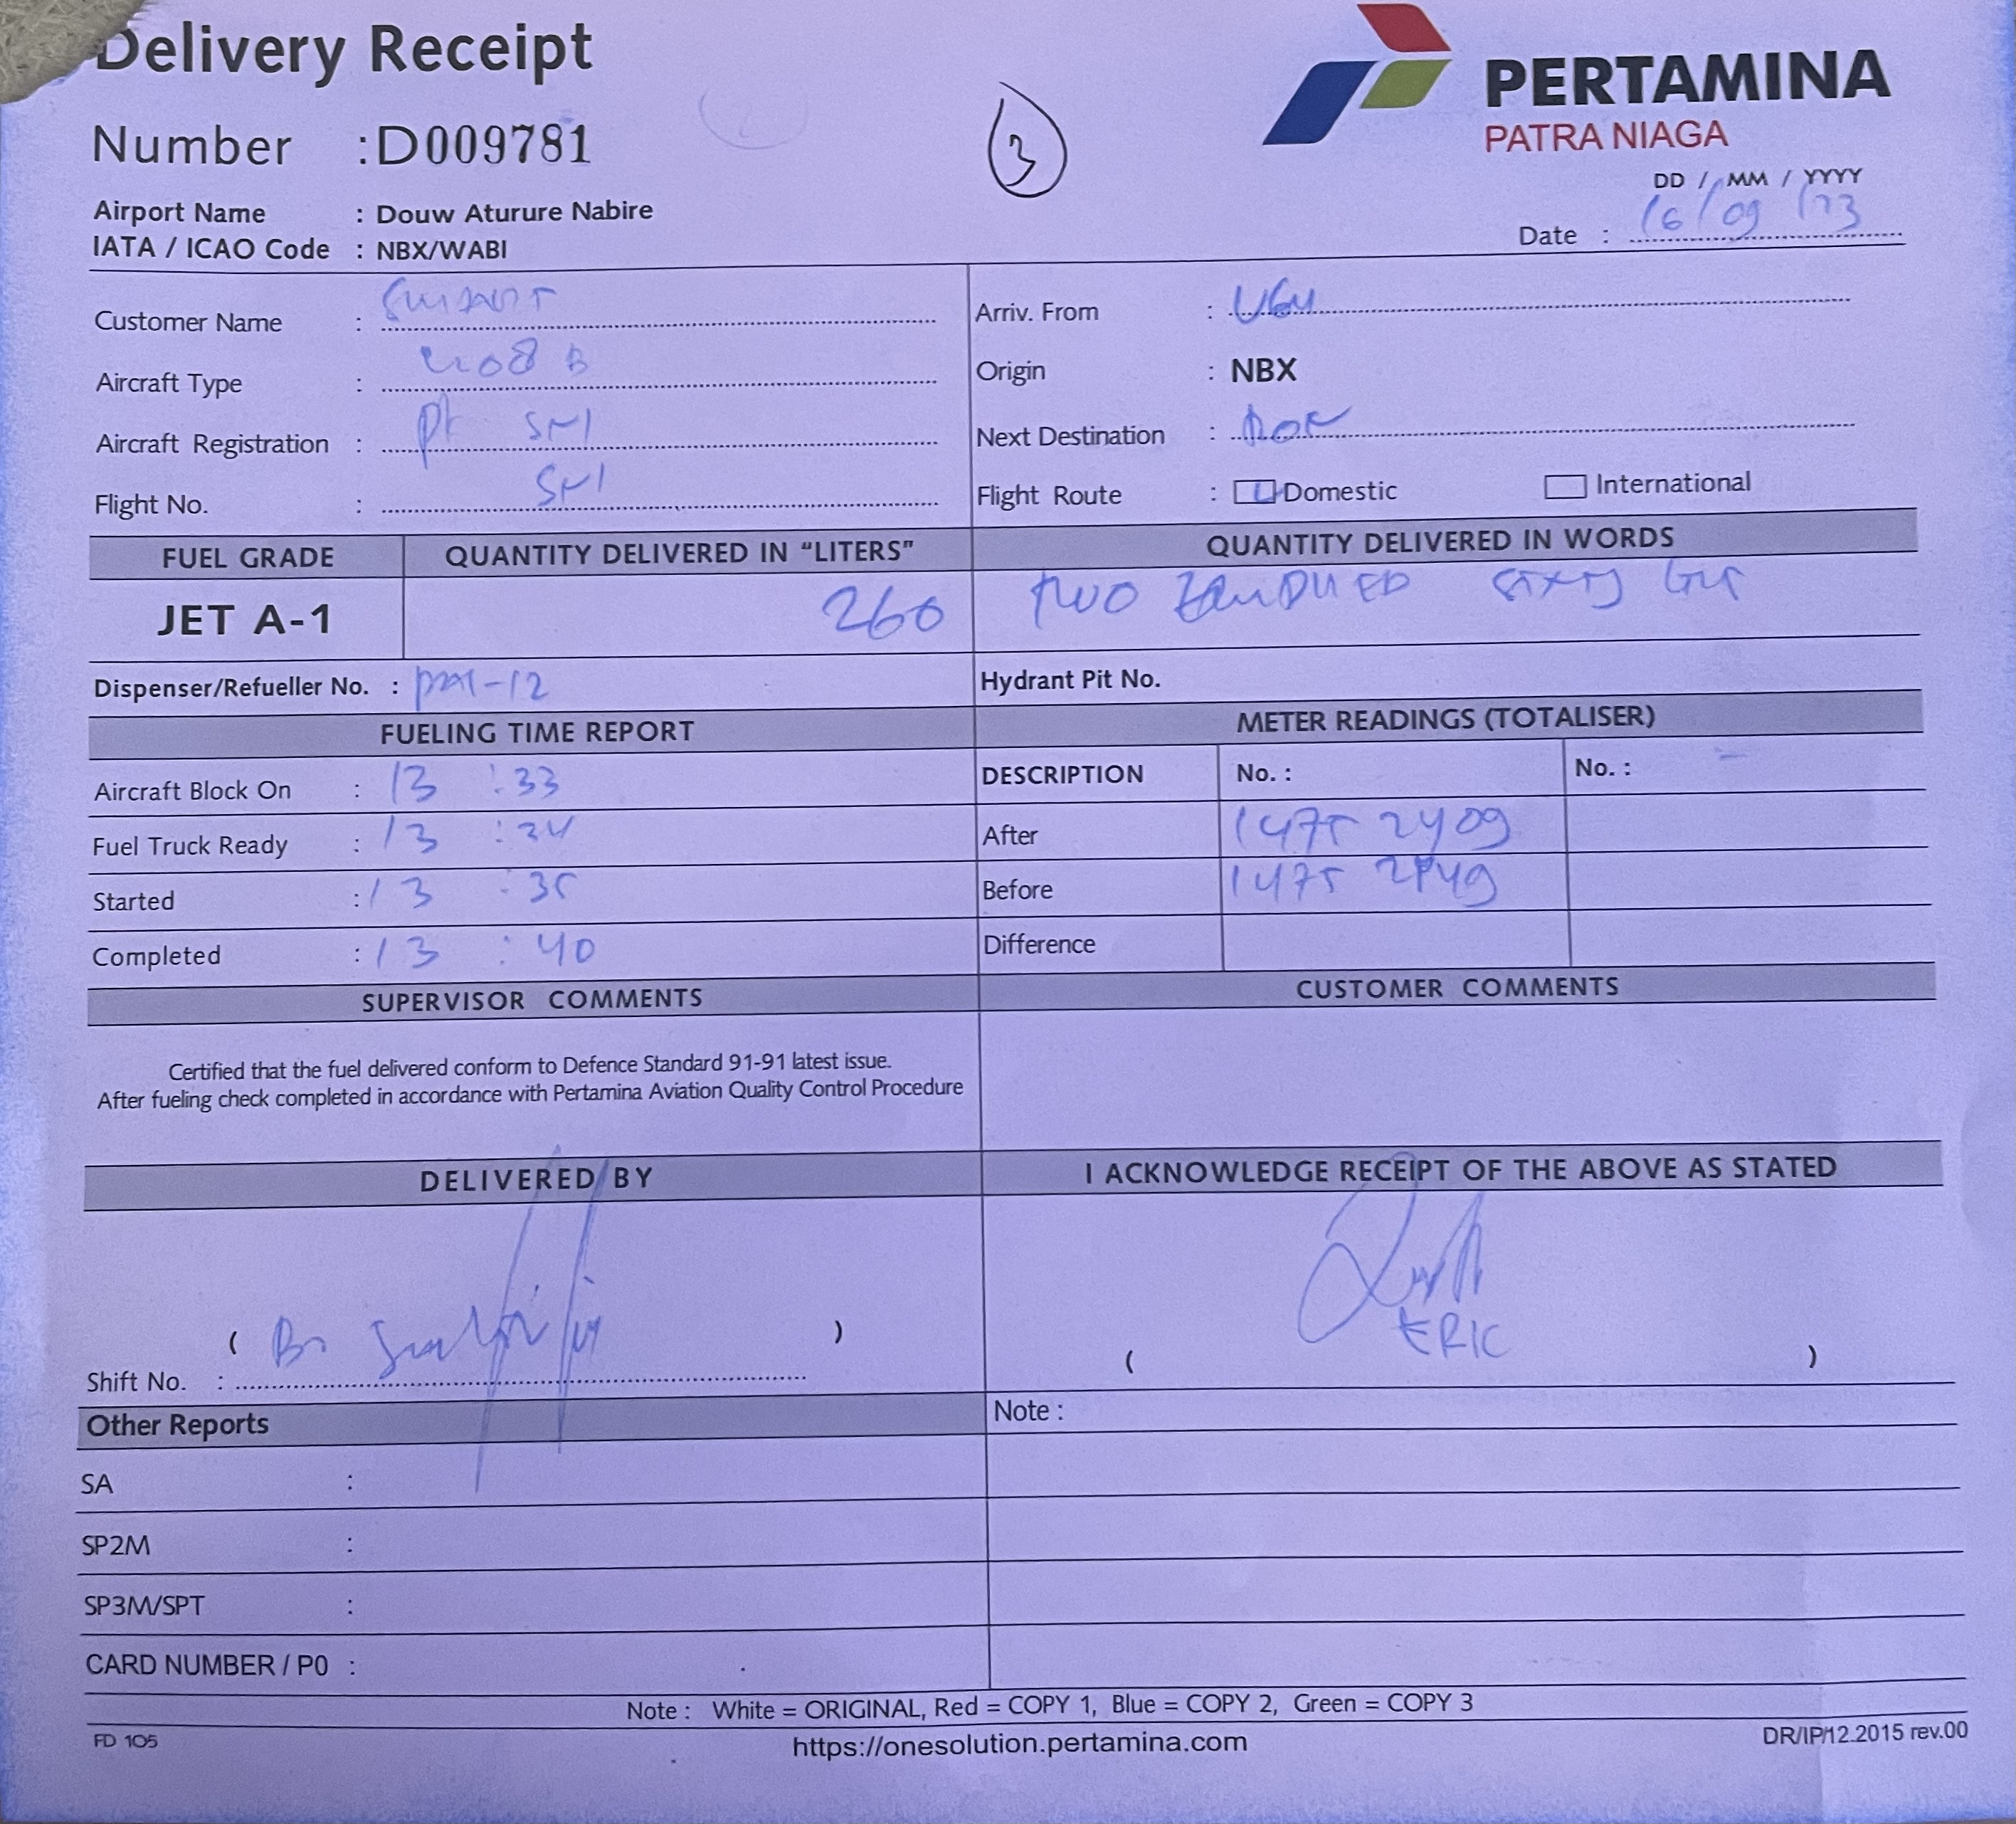 Delivery Receipt
PERTAMINA
PATRA NIAGA
Number : D009781
3
Airport Name : Douw Aturure Nabire
IATA / ICAO Code : NBX/WABI
DD / MM / YYYY
Date : 16/09/23
Customer Name :
Aircraft Type :
Aircraft Registration :
Flight No. :
Arriv. From :
Origin : NBX
Next Destination :
Flight Route : Domestic International
FUEL GRADE QUANTITY DELIVERED IN “LITERS” QUANTITY DELIVERED IN WORDS
JET A-1 260 TWO SIXTY
Dispenser/Refueller No. : Hydrant Pit No.
FUELING TIME REPORT
Aircraft Block On : 13 : 33
Fuel Truck Ready : 13 : 34
Started : 13 : 35
Completed : 13 : 40
METER READINGS (TOTALISER)
DESCRIPTION No. : No. :
After 1475 2409
Before 1475
Difference
SUPERVISOR COMMENTS CUSTOMER COMMENTS
Certified that the fuel delivered conform to Defence Standard 91-91 latest issue.
After fueling check completed in accordance with Pertamina Aviation Quality Control Procedure
DELIVERED BY I ACKNOWLEDGE RECEIPT OF THE ABOVE AS STATED
( )
Shift No. :
ERIC
( )
Other Reports Note :
SA :
SP2M :
SP3M/SPT :
CARD NUMBER / P0 :
Note : White = ORIGINAL, Red = COPY 1, Blue = COPY 2, Green = COPY 3
FD 105 https://onesolution.pertamina.com DR/IP/12.2015 rev.00